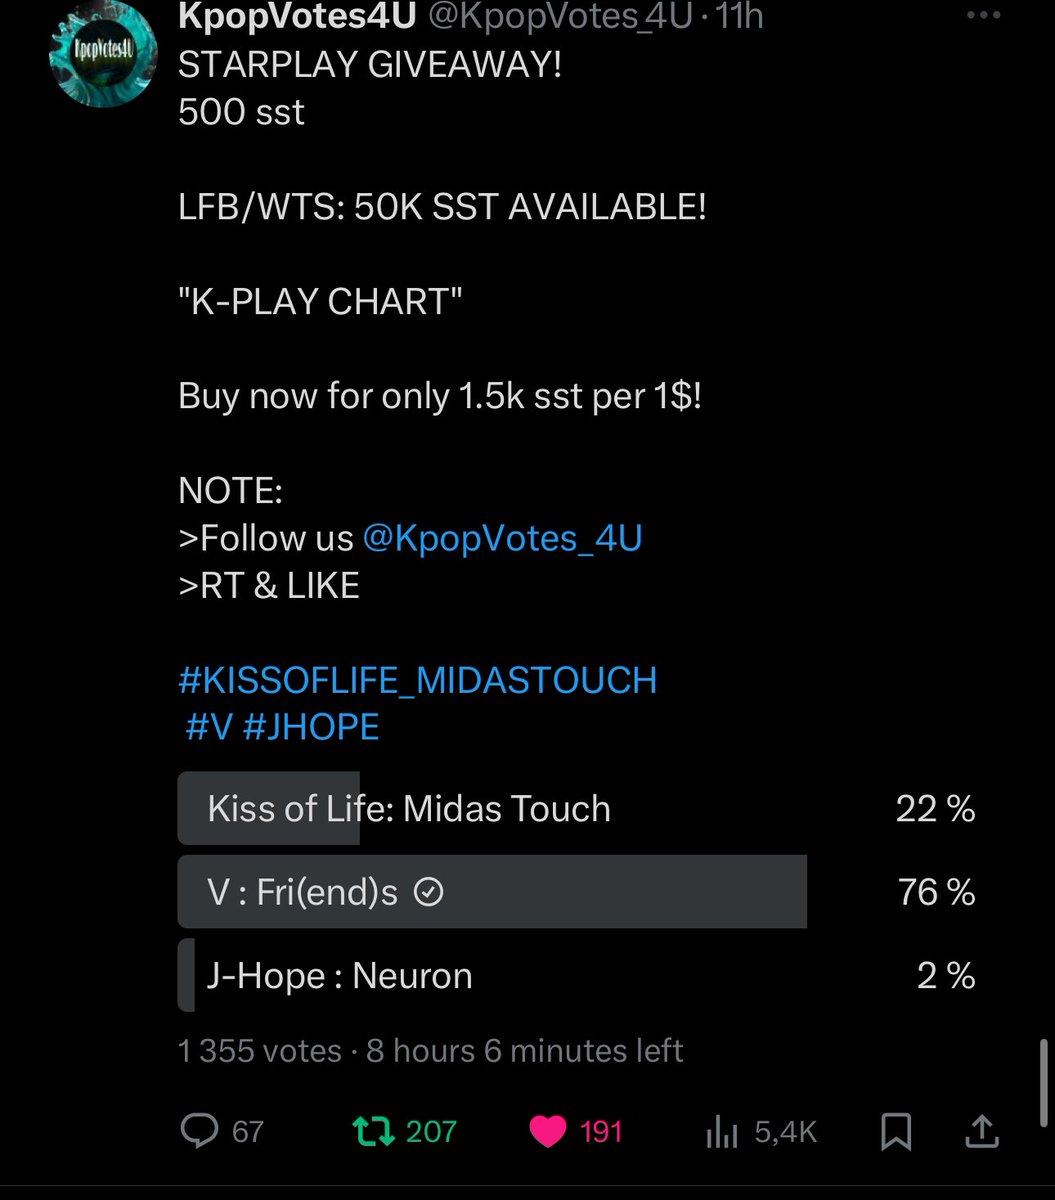 KpopVotes4U @KpopVotes_4U · 11h
KpopVotes4U
STARPLAY GIVEAWAY!
500 sst
LFB/WTS: 50K SST AVAILABLE!
"K-PLAY CHART"
Buy now for only 1.5k sst per 1$!
NOTE:
>Follow us @KpopVotes_4U
>RT & LIKE
#KISSOFLIFE_MIDASTOUCH
#V #JHOPE
Kiss of Life: Midas Touch 22 %
V : Fri(end)s 76 %
J-Hope : Neuron 2 %
1 355 votes · 8 hours 6 minutes left
67 207 191 5,4K